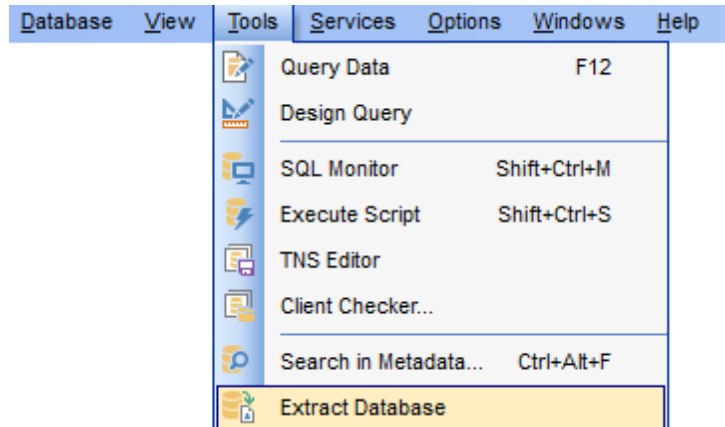 Database View Tools Services Options Windows Help
Query Data F12
Design Query
SQL Monitor Shift+Ctrl+M
Execute Script Shift+Ctrl+S
TNS Editor
Client Checker...
Search in Metadata... Ctrl+Alt+F
Extract Database